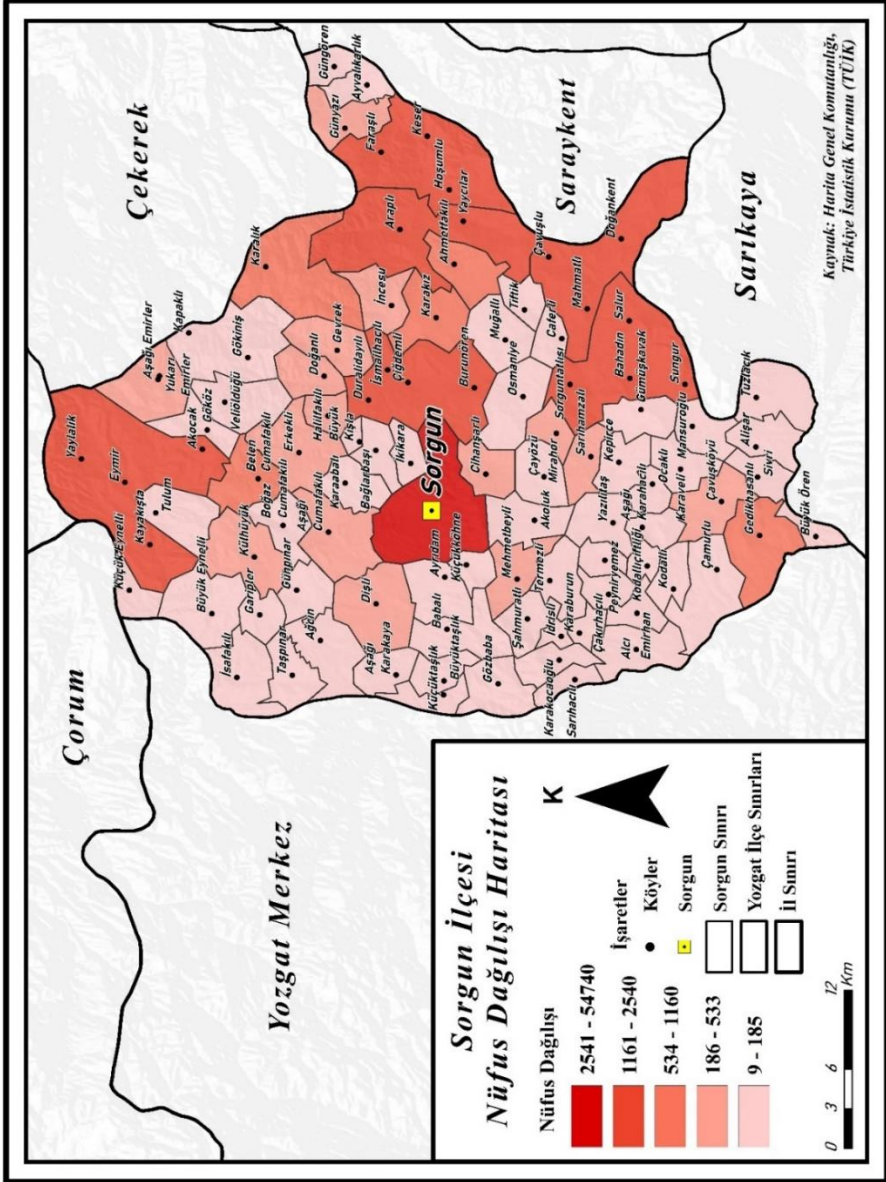 Çorum
Çekerek
Yozgat Merkez
Saraykent
Sarıkaya
Yaylalık
Eymir
Küçük Eynelli
Kayakışla
Tulum
Aşağı Emirler
Yukarı
Emirler
Kapaklı
Akocak
Gököz
Veliöldüğü
Gökiniş
Karalık
Güngören
Ayvalıkarlık
Günyazı
Faraşlı
Keser
Büyük Eynelli
Külhüyük
Belen
Cumafakılı
Boğaz
Cumafakılı
Erkekli
İsafakılı
Garipler
Günpınar
Aşağı
Cumafakılı
Karaabalı
Halilfakılı
Büyük
Kışla
Doğanlı
Gevrek
Taşpınar
Ağcın
Bağlarbaşı
Duralidayılı
İsmailhacılı
İncesu
Araplı
Hoşumlu
Dişli
İkikara
Çiğdemli
Karakız
Ahmetfakılı
Yaycılar
Aşağı
Karakaya
Sorgun
Ayrıdam
Küçükköhne
Burunören
Babalı
Küçüktaşlık
Büyüktaşlık
Cihanşarlı
Muğallı
Tiftik
Çavuşlu
Gözbaba
Mehmetbeyli
Osmaniye
Caferli
Şahmuratlı
Termezli
Akoluk
Çayözü
Mirahor
Sorguntatlısı
Mahmatlı
Doğankent
İdrisli
Karaburun
Karakocaoğlu
Sarıhacılı
Sarıhamzalı
Çakırhacılı
Peyniryemez
Yazılıtaş
Kepirce
Aşağı
Karahacılı
Salur
Bahadın
Gümüşkavak
Alcı
Emirhan
Kodallıçiftliği
Kodallı
Ocaklı
Karaveli
Mansuroğlu
Sungur
Çamurlu
Çavuşköyü
Gedikhasanlı
Alişar
Sivri
Tuzlacık
Büyük Ören
Sorgun İlçesi
Nüfus Dağılışı Haritası
Nüfus Dağılışı
2541 - 54740
1161 - 2540
534 - 1160
186 - 533
9 - 185
İşaretler
Köyler
Sorgun
Sorgun Sınırı
Yozgat İlçe Sınırları
İl Sınırı
K
0 3 6 12
Km
Kaynak: Harita Genel Komutanlığı,
Türkiye İstatistik Kurumu (TÜİK)